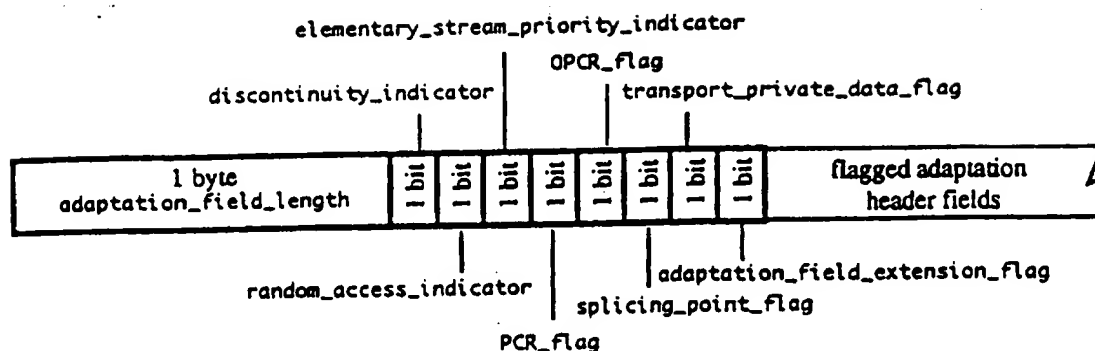 elementary_stream_priority_indicator
OPCR_flag
discontinuity_indicator
transport_private_data_flag
1 byte
adaptation_field_length
1 bit
1 bit
1 bit
1 bit
1 bit
1 bit
1 bit
1 bit
flagged adaptation
header fields
random_access_indicator
adaptation_field_extension_flag
splicing_point_flag
PCR_flag